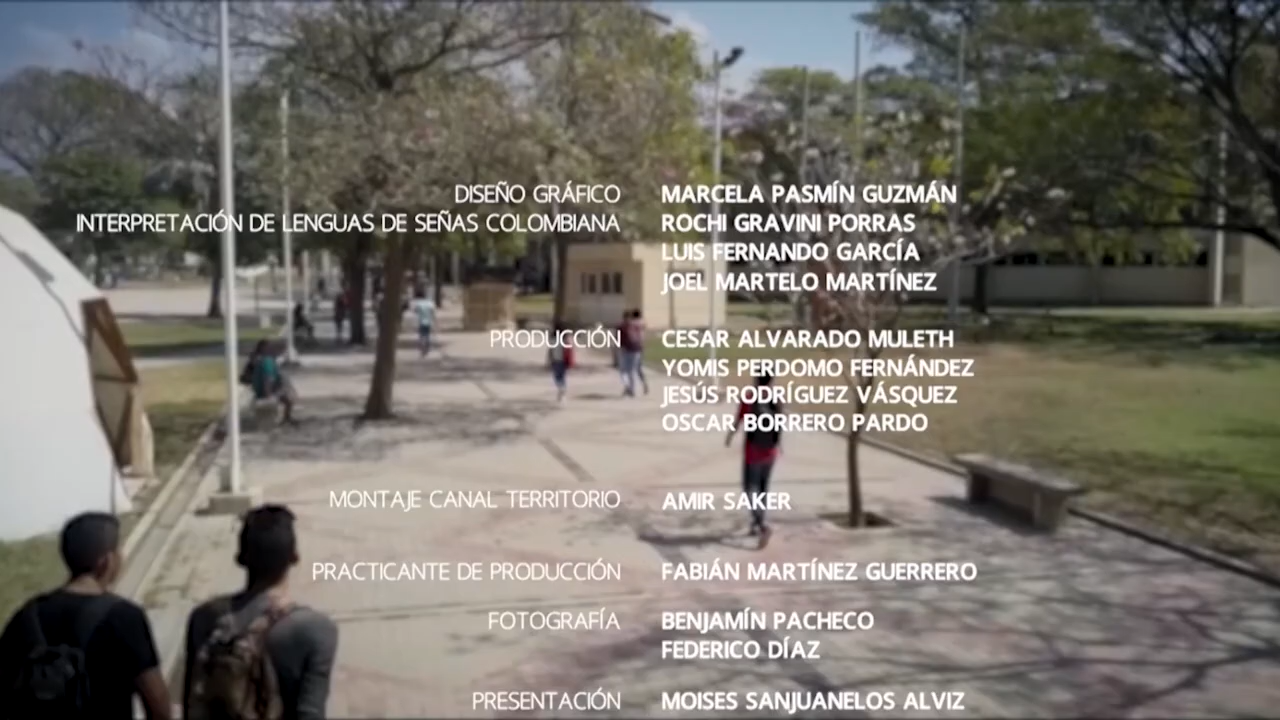 DISEÑO GRÁFICO MARCELA PASMÍN GUZMÁN
INTERPRETACIÓN DE LENGUAS DE SEÑAS COLOMBIANA ROCHI GRAVINI PORRAS
LUIS FERNANDO GARCÍA
JOEL MARTELO MARTÍNEZ
PRODUCCIÓN CESAR ALVARADO MULETH
YOMIS PERDOMO FERNÁNDEZ
JESÚS RODRÍGUEZ VÁSQUEZ
OSCAR BORRERO PARDO
MONTAJE CANAL TERRITORIO AMIR SAKER
PRACTICANTE DE PRODUCCIÓN FABIÁN MARTÍNEZ GUERRERO
FOTOGRAFÍA BENJAMÍN PACHECO
FEDERICO DÍAZ
PRESENTACIÓN MOISES SANJUANELOS ALVIZ